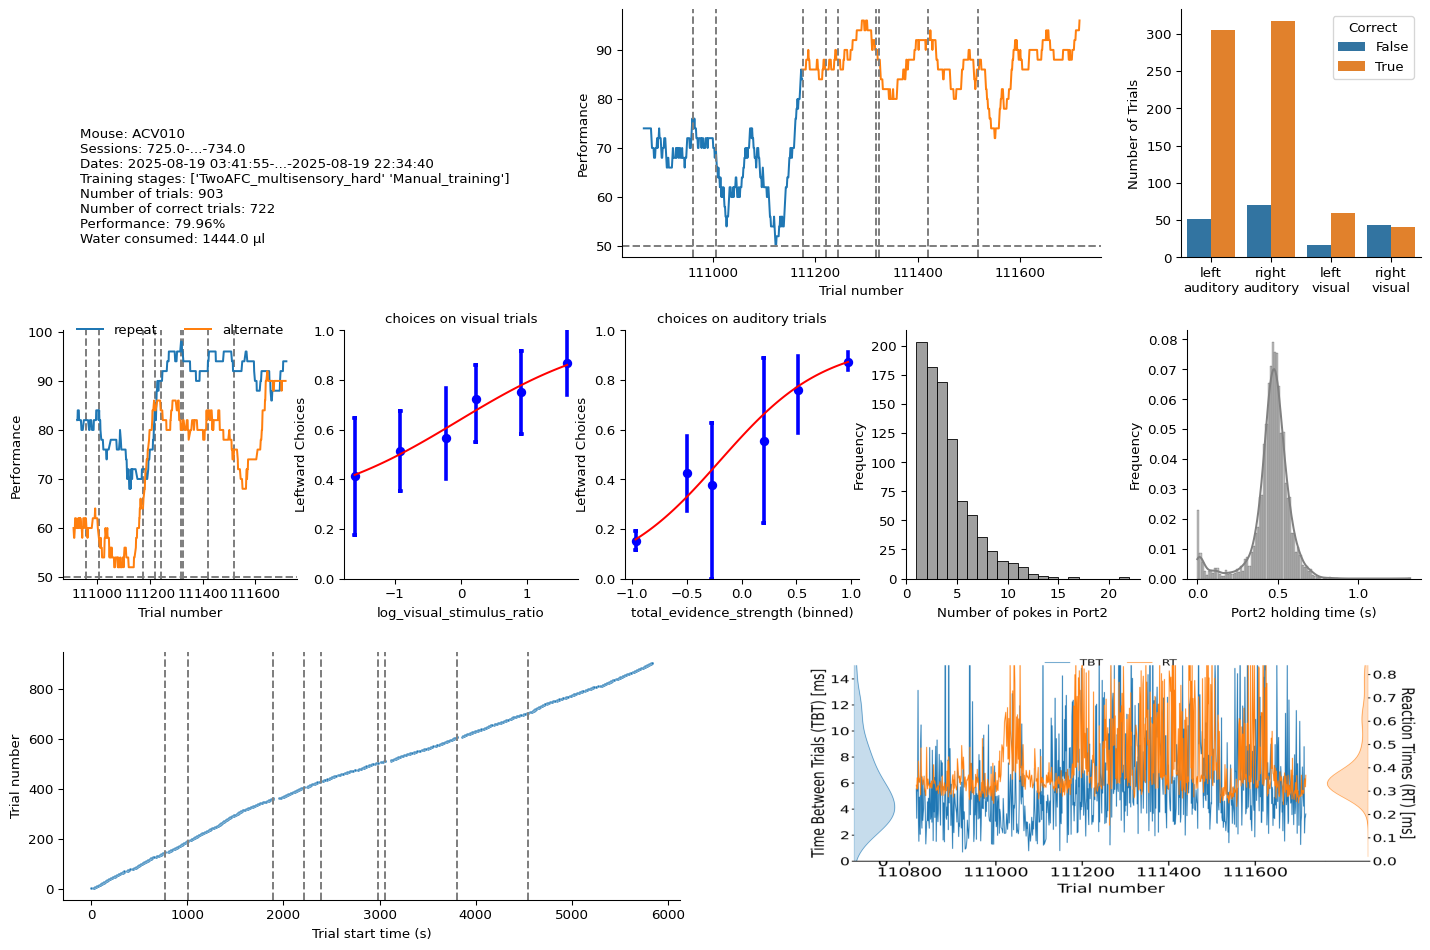 Mouse: ACV010
Sessions: 725.0-...-734.0
Dates: 2025-08-19 03:41:55-...-2025-08-19 22:34:40
Training stages: ['TwoAFC_multisensory_hard' 'Manual_training']
Number of trials: 903
Number of correct trials: 722
Performance: 79.96%
Water consumed: 1444.0 µl
Performance
90
80
70
60
50
111000 111200 111400 111600
Trial number
Number of Trials
300
250
200
150
100
50
0
Correct
False
True
left auditory
right auditory
left visual
right visual
repeat alternate
Performance
100
90
80
70
60
50
111000 111200 111400 111600
Trial number
choices on visual trials
Leftward Choices
1.0
0.8
0.6
0.4
0.2
0.0
−1 0 1
log_visual_stimulus_ratio
choices on auditory trials
Leftward Choices
1.0
0.8
0.6
0.4
0.2
0.0
−1.0 −0.5 0.0 0.5 1.0
total_evidence_strength (binned)
Frequency
200
175
150
125
100
75
50
25
0
0 5 10 15 20
Number of pokes in Port2
Frequency
0.08
0.07
0.06
0.05
0.04
0.03
0.02
0.01
0.00
0.0 0.5 1.0
Port2 holding time (s)
Trial number
800
600
400
200
0
0 1000 2000 3000 4000 5000 6000
Trial start time (s)
TBT RT
Time Between Trials (TBT) [ms]
14
12
10
8
6
4
2
0
0
110800 111000 111200 111400 111600
Trial number
0.8
0.7
0.6
0.5
0.4
0.3
0.2
0.1
0.0
Reaction Times (RT) [ms]